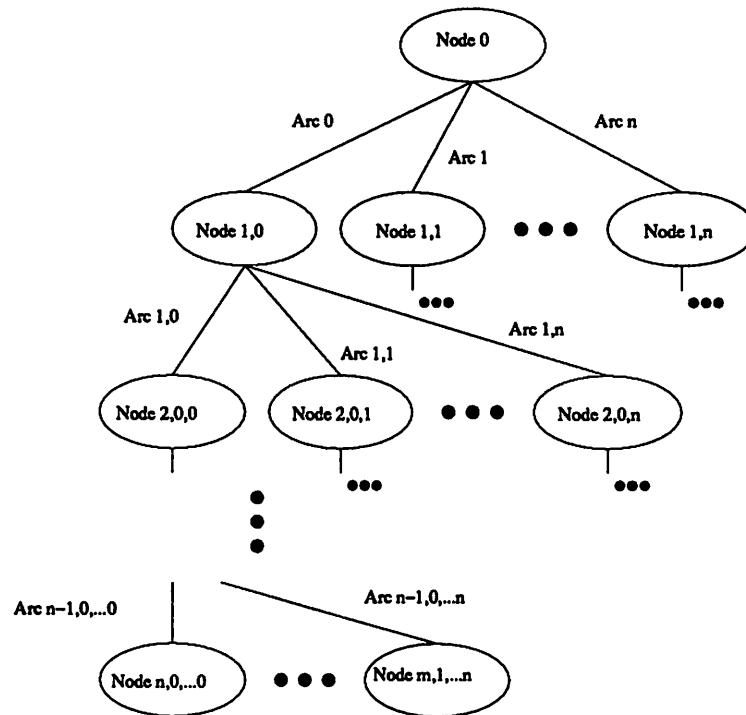 Node 0
Arc 0
Arc 1
Arc n
Node 1,0
Node 1,1
Node 1,n
Arc 1,0
Arc 1,1
Arc 1,n
Node 2,0,0
Node 2,0,1
Node 2,0,n
Arc n−1,0,...0
Arc n−1,0,...n
Node n,0,...0
Node m,1,...n